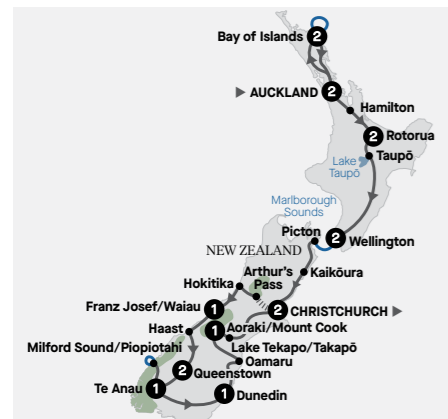 2
Bay of Islands
▶ AUCKLAND
2
Hamilton
2
Rotorua
Taupō
Lake
Taupō
Marlborough
Sounds
Picton
2
Wellington
NEW ZEALAND
Kaikōura
Arthur's
Pass
Hokitika
2
CHRISTCHURCH ▶
Franz Josef/Waiau
1
1
Aoraki/Mount Cook
Haast
Lake Tekapo/Takapō
Milford Sound/Piopiotahi
Oamaru
2
Queenstown
Te Anau
1
1
Dunedin